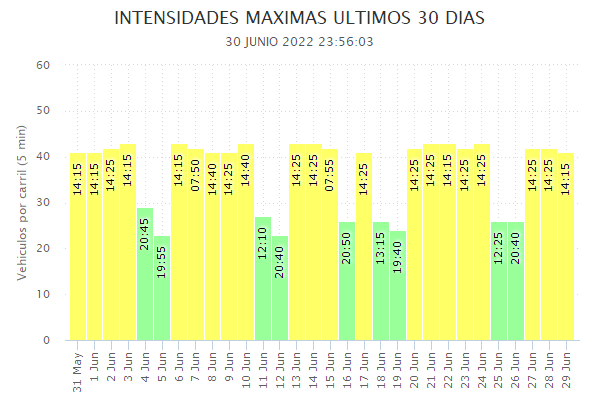 INTENSIDADES MAXIMAS ULTIMOS 30 DIAS
30 JUNIO 2022 23:56:03
Vehiculos por carril (5 min)
60
50
40
30
20
10
0
14:15
14:15
14:25
14:15
20:45
19:55
14:15
07:50
14:40
14:25
14:40
12:10
20:40
14:25
14:25
07:55
20:50
14:25
13:15
19:40
14:25
14:25
14:15
14:25
14:25
12:25
20:40
14:25
14:25
14:15
31 May
1 Jun
2 Jun
3 Jun
4 Jun
5 Jun
6 Jun
7 Jun
8 Jun
9 Jun
10 Jun
11 Jun
12 Jun
13 Jun
14 Jun
15 Jun
16 Jun
17 Jun
18 Jun
19 Jun
20 Jun
21 Jun
22 Jun
23 Jun
24 Jun
25 Jun
26 Jun
27 Jun
28 Jun
29 Jun